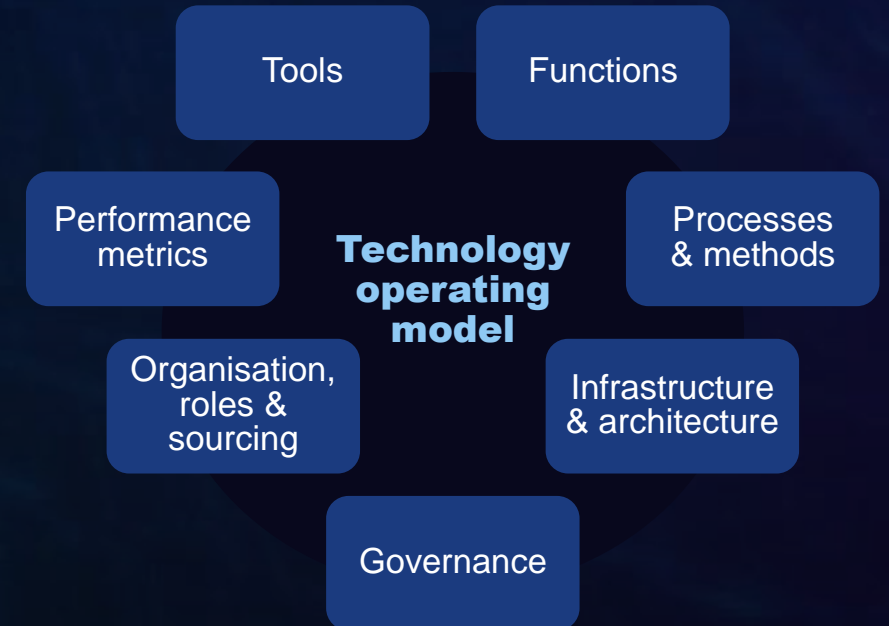 Tools
Functions
Performance
metrics
Technology
operating
model
Processes
& methods
Organisation,
roles &
sourcing
Infrastructure
& architecture
Governance